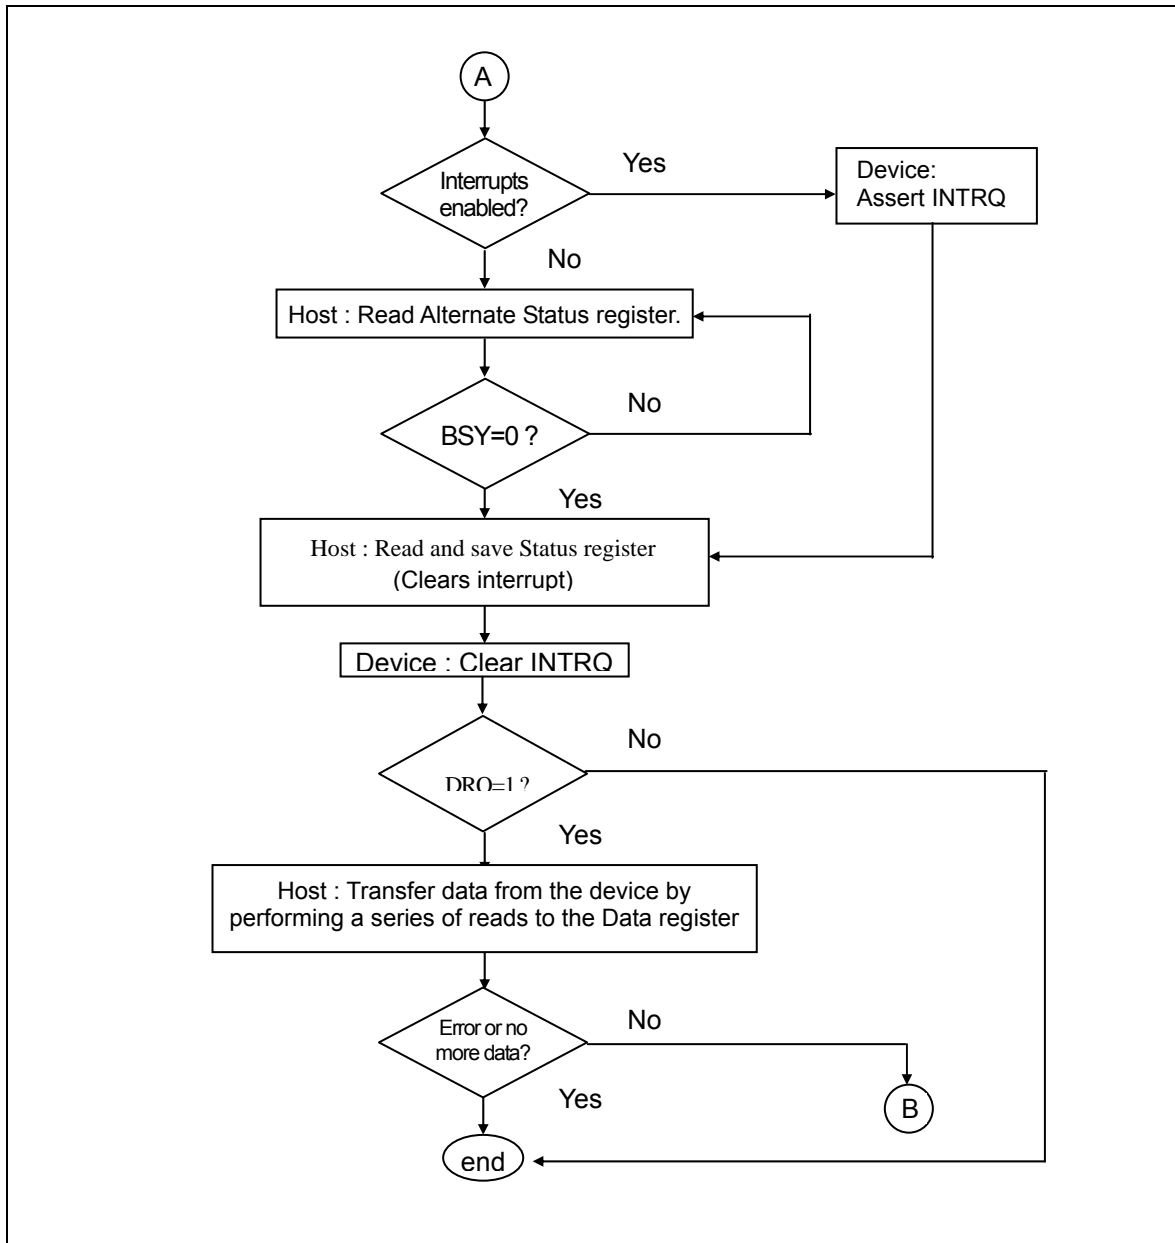 A
Interrupts
enabled?
Yes
Device:
Assert INTRQ
No
Host : Read Alternate Status register.
BSY=0 ?
No
Yes
Host : Read and save Status register
(Clears interrupt)
Device : Clear INTRQ
DRQ=1 ?
No
Yes
Host : Transfer data from the device by
performing a series of reads to the Data register
Error or no
more data?
No
Yes
B
end